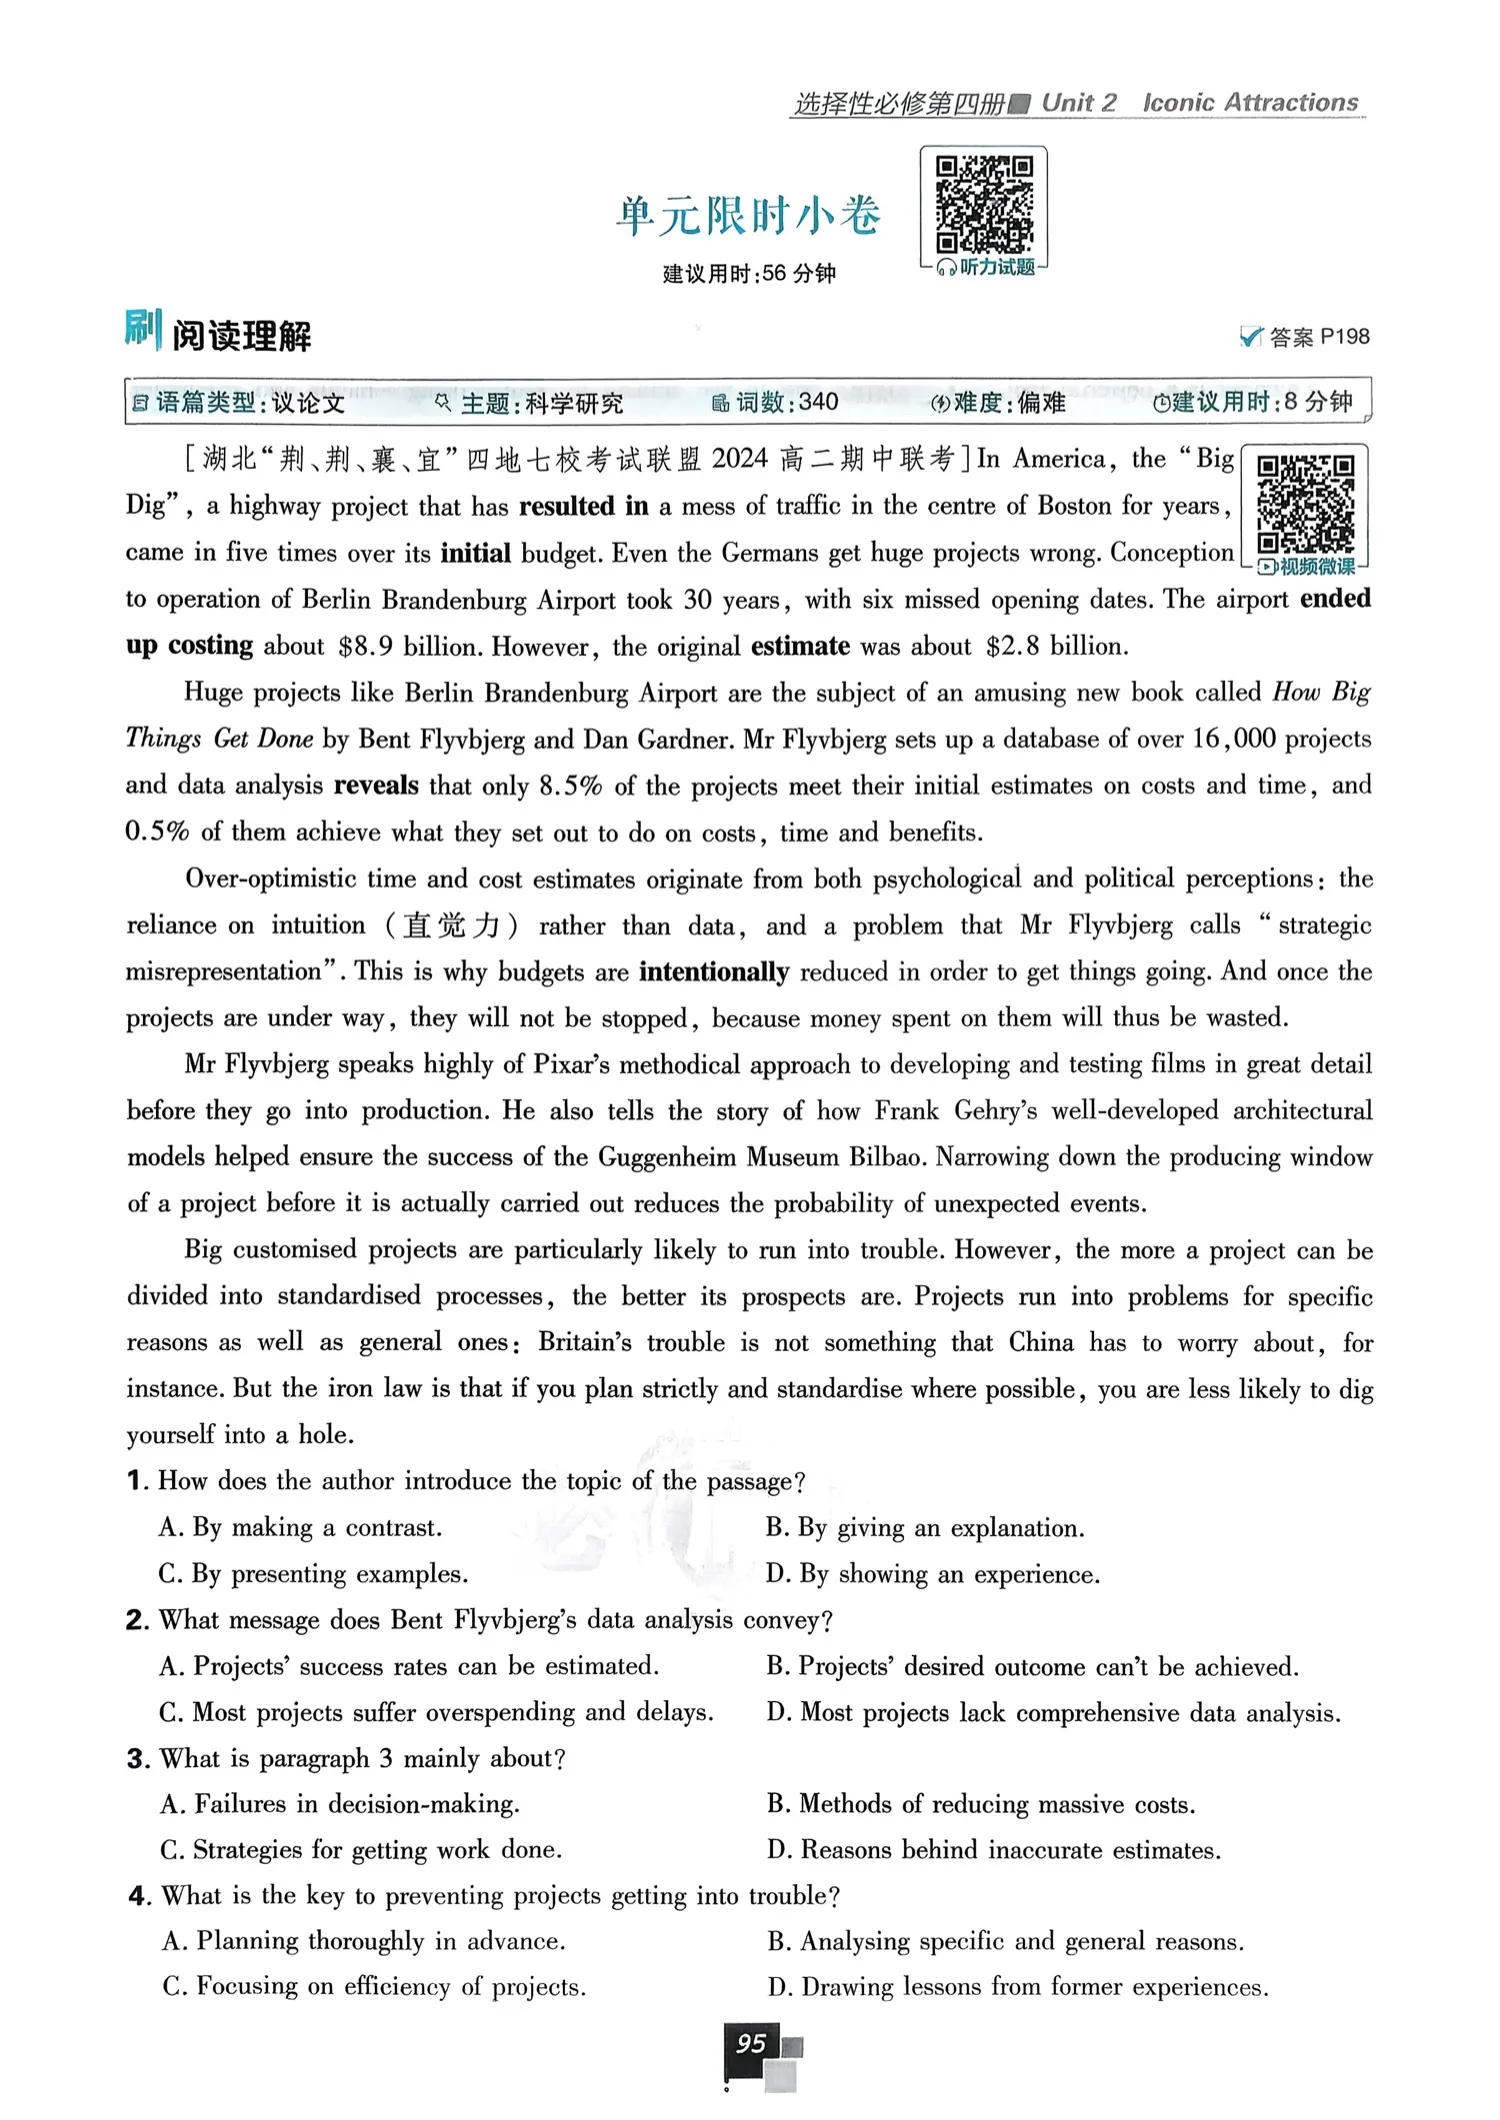 选择性必修第四册 Unit 2 Iconic Attractions
单元限时小卷
听力试题
建议用时:56 分钟
刷 阅读理解
答案 P198
语篇类型:议论文 主题:科学研究 词数:340 难度:偏难 建议用时:8 分钟
[湖北“荆、荆、襄、宜”四地七校考试联盟 2024 高二期中联考]In America, the “Big
Dig”, a highway project that has resulted in a mess of traffic in the centre of Boston for years,
came in five times over its initial budget. Even the Germans get huge projects wrong. Conception
视频微课
to operation of Berlin Brandenburg Airport took 30 years, with six missed opening dates. The airport ended
up costing about $8.9 billion. However, the original estimate was about $2.8 billion.
Huge projects like Berlin Brandenburg Airport are the subject of an amusing new book called How Big
Things Get Done by Bent Flyvbjerg and Dan Gardner. Mr Flyvbjerg sets up a database of over 16,000 projects
and data analysis reveals that only 8.5% of the projects meet their initial estimates on costs and time, and
0.5% of them achieve what they set out to do on costs, time and benefits.
Over-optimistic time and cost estimates originate from both psychological and political perceptions: the
reliance on intuition (直觉力) rather than data, and a problem that Mr Flyvbjerg calls “strategic
misrepresentation”. This is why budgets are intentionally reduced in order to get things going. And once the
projects are under way, they will not be stopped, because money spent on them will thus be wasted.
Mr Flyvbjerg speaks highly of Pixar’s methodical approach to developing and testing films in great detail
before they go into production. He also tells the story of how Frank Gehry’s well-developed architectural
models helped ensure the success of the Guggenheim Museum Bilbao. Narrowing down the producing window
of a project before it is actually carried out reduces the probability of unexpected events.
Big customised projects are particularly likely to run into trouble. However, the more a project can be
divided into standardised processes, the better its prospects are. Projects run into problems for specific
reasons as well as general ones: Britain’s trouble is not something that China has to worry about, for
instance. But the iron law is that if you plan strictly and standardise where possible, you are less likely to dig
yourself into a hole.
1. How does the author introduce the topic of the passage?
A. By making a contrast. B. By giving an explanation.
C. By presenting examples. D. By showing an experience.
2. What message does Bent Flyvbjerg’s data analysis convey?
A. Projects’ success rates can be estimated. B. Projects’ desired outcome can’t be achieved.
C. Most projects suffer overspending and delays. D. Most projects lack comprehensive data analysis.
3. What is paragraph 3 mainly about?
A. Failures in decision-making. B. Methods of reducing massive costs.
C. Strategies for getting work done. D. Reasons behind inaccurate estimates.
4. What is the key to preventing projects getting into trouble?
A. Planning thoroughly in advance. B. Analysing specific and general reasons.
C. Focusing on efficiency of projects. D. Drawing lessons from former experiences.
95